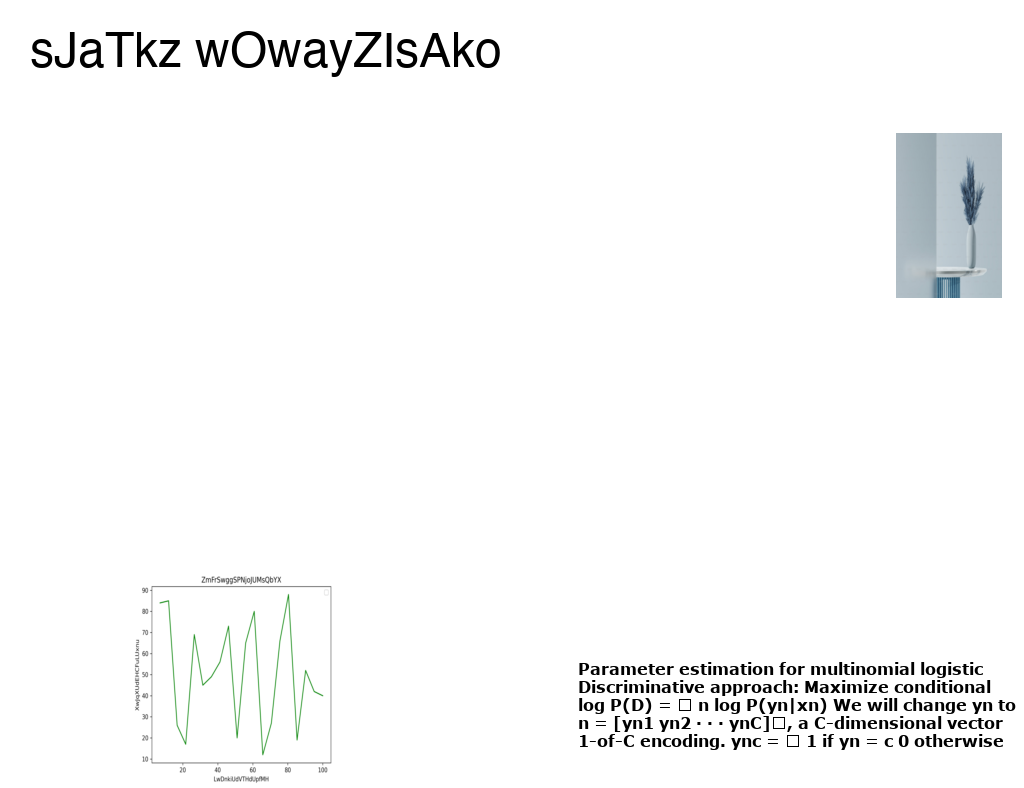 sJaTkz wOwayZIsAko
ZmFrSwggSPNjoJUMsQbYX
90
80
70
60
50
40
30
20
10
20 40 60 80 100
Parameter estimation for multinomial logistic
Discriminative approach: Maximize conditional
log P(D) = □ n log P(yn|xn) We will change yn to
n = [yn1 yn2 · · · ynC]□, a C-dimensional vector
1-of-C encoding. ync = □ 1 if yn = c 0 otherwise